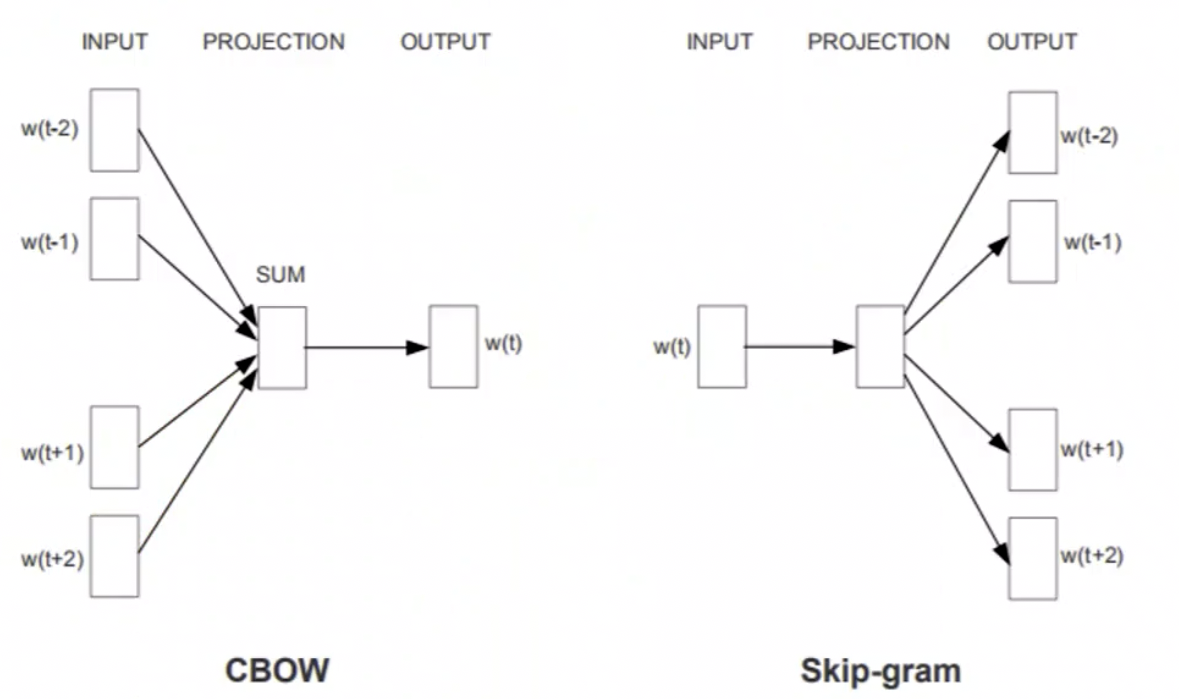 INPUT PROJECTION OUTPUT
w(t-2)
w(t-1)
SUM
w(t)
w(t+1)
w(t+2)
CBOW
INPUT PROJECTION OUTPUT
w(t-2)
w(t-1)
w(t)
w(t+1)
w(t+2)
Skip-gram